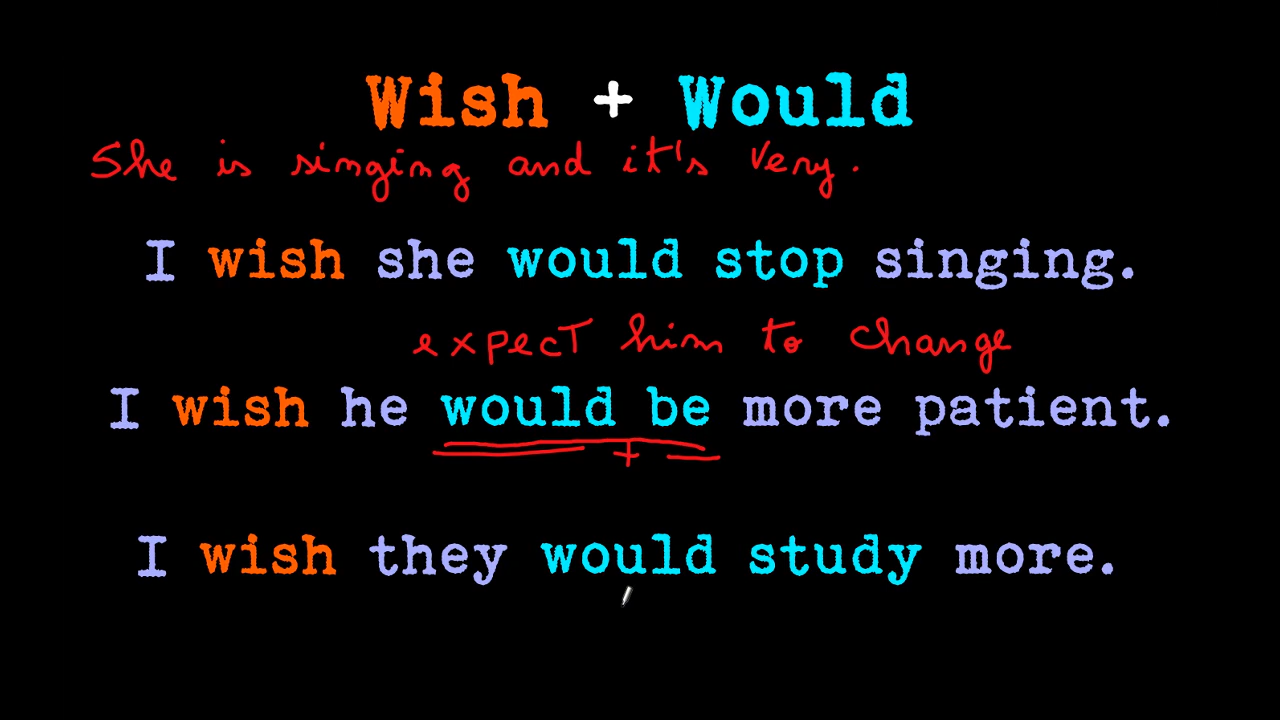 Wish + Would
She is singing and it's very.
I wish she would stop singing.
expect him to change
I wish he would be more patient.
+
I wish they would study more.